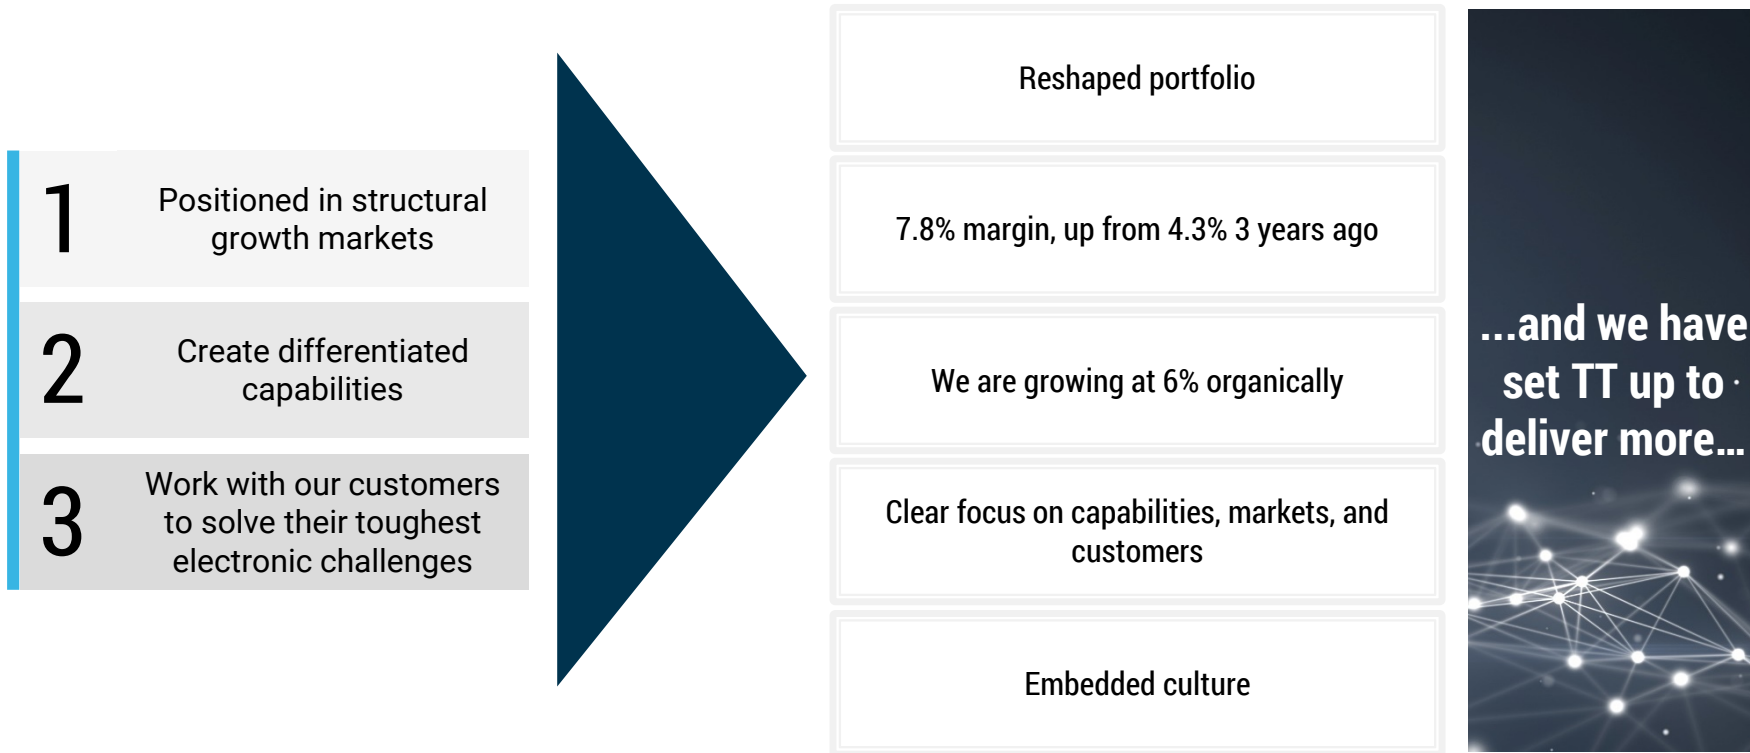 1
Positioned in structural
growth markets
2
Create differentiated
capabilities
3
Work with our customers
to solve their toughest
electronic challenges
Reshaped portfolio
7.8% margin, up from 4.3% 3 years ago
We are growing at 6% organically
Clear focus on capabilities, markets, and
customers
Embedded culture
...and we have
set TT up to
deliver more...